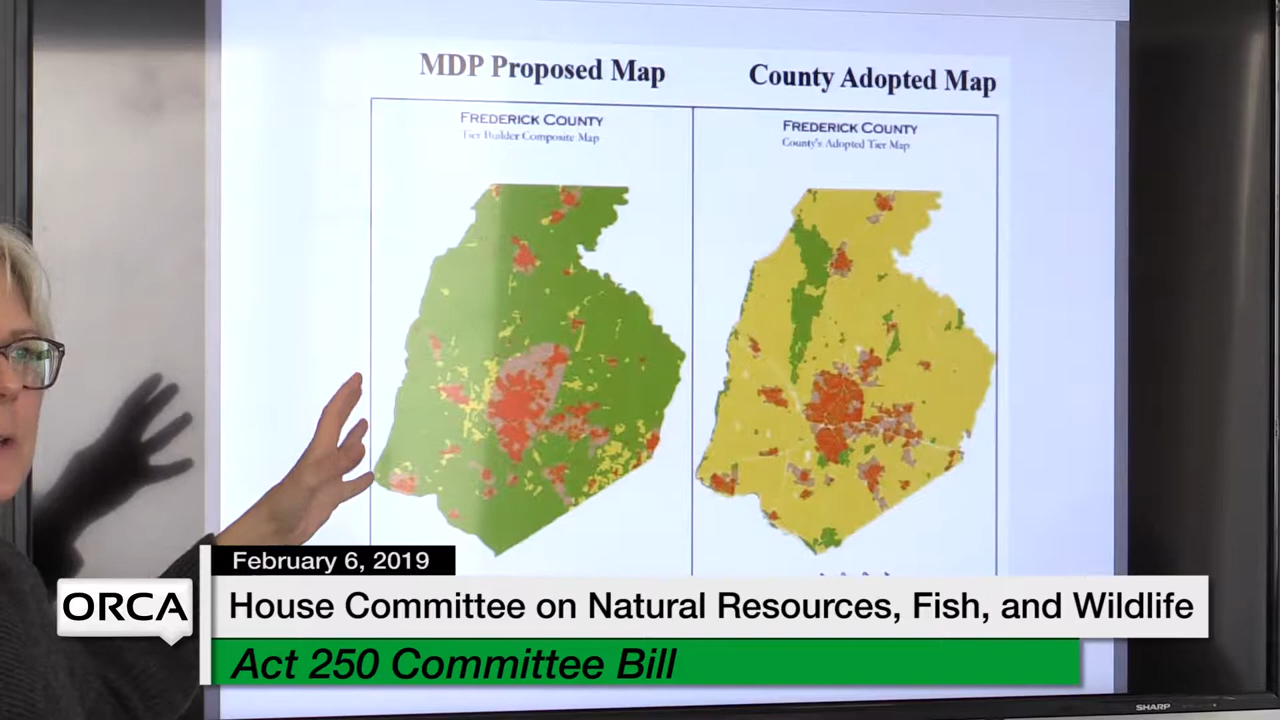 MDP Proposed Map
County Adopted Map
FREDERICK COUNTY
Tier Builder Composite Map
FREDERICK COUNTY
County's Adopted Tier Map
February 6, 2019
ORCA
House Committee on Natural Resources, Fish, and Wildlife
Act 250 Committee Bill
SHARP